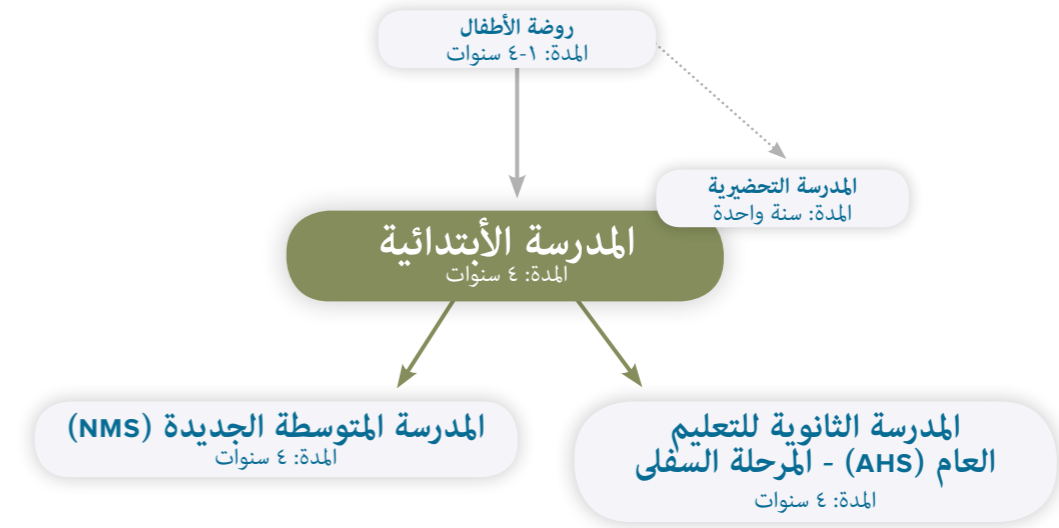 روضة الأطفال
المدة: ١-٤ سنوات
المدرسة التحضيرية
المدة: سنة واحدة
المدرسة الأبتدائية
المدة: ٤ سنوات
المدرسة الثانوية للتعليم
العام (AHS) - المرحلة السفلى
المدة: ٤ سنوات
المدرسة المتوسطة الجديدة (NMS)
المدة: ٤ سنوات